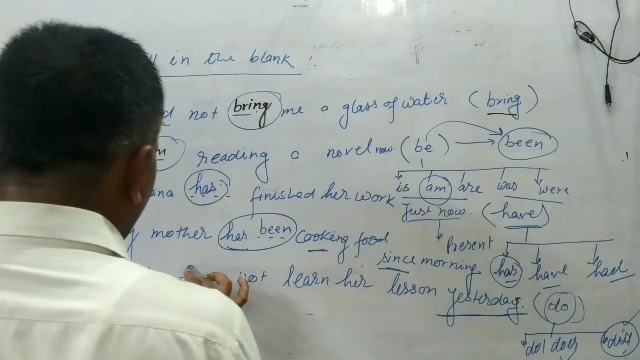 in the blank :
not bring me a glass of water. (bring)
reading a novel now. (be → been
is am are was were
has finished her work just now. (have)
Present
has have had
mother has been cooking food since morning
not learn her lesson yesterday. (do)
do/ does did